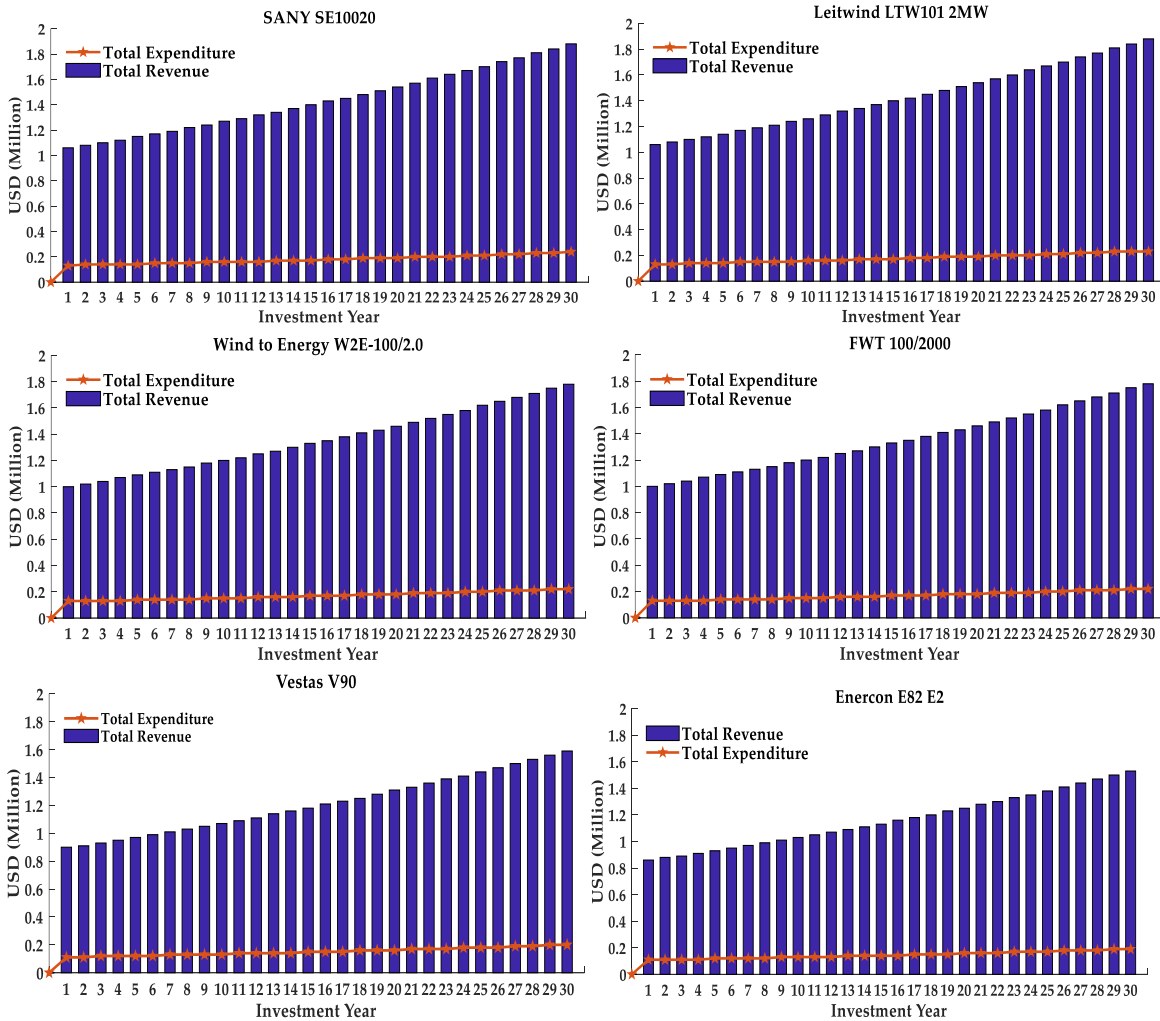 SANY SE10020
2
1.8
1.6
1.4
1.2
1
0.8
0.6
0.4
0.2
0
USD (Million)
Total Expenditure
Total Revenue
1 2 3 4 5 6 7 8 9 10 11 12 13 14 15 16 17 18 19 20 21 22 23 24 25 26 27 28 29 30
Investment Year
Leitwind LTW101 2MW
2
1.8
1.6
1.4
1.2
1
0.8
0.6
0.4
0.2
0
USD (Million)
Total Expenditure
Total Revenue
1 2 3 4 5 6 7 8 9 10 11 12 13 14 15 16 17 18 19 20 21 22 23 24 25 26 27 28 29 30
Investment Year
Wind to Energy W2E-100/2.0
2
1.8
1.6
1.4
1.2
1
0.8
0.6
0.4
0.2
0
USD (Million)
Total Expenditure
Total Revenue
1 2 3 4 5 6 7 8 9 10 11 12 13 14 15 16 17 18 19 20 21 22 23 24 25 26 27 28 29 30
Investment Year
FWT 100/2000
2
1.8
1.6
1.4
1.2
1
0.8
0.6
0.4
0.2
0
USD (Million)
Total Expenditure
Total Revenue
1 2 3 4 5 6 7 8 9 10 11 12 13 14 15 16 17 18 19 20 21 22 23 24 25 26 27 28 29 30
Investment Year
Vestas V90
2
1.8
1.6
1.4
1.2
1
0.8
0.6
0.4
0.2
0
USD (Million)
Total Expenditure
Total Revenue
1 2 3 4 5 6 7 8 9 10 11 12 13 14 15 16 17 18 19 20 21 22 23 24 25 26 27 28 29 30
Investment Year
Enercon E82 E2
2
1.8
1.6
1.4
1.2
1
0.8
0.6
0.4
0.2
0
USD (Million)
Total Revenue
Total Expenditure
1 2 3 4 5 6 7 8 9 10 11 12 13 14 15 16 17 18 19 20 21 22 23 24 25 26 27 28 29 30
Investment Year